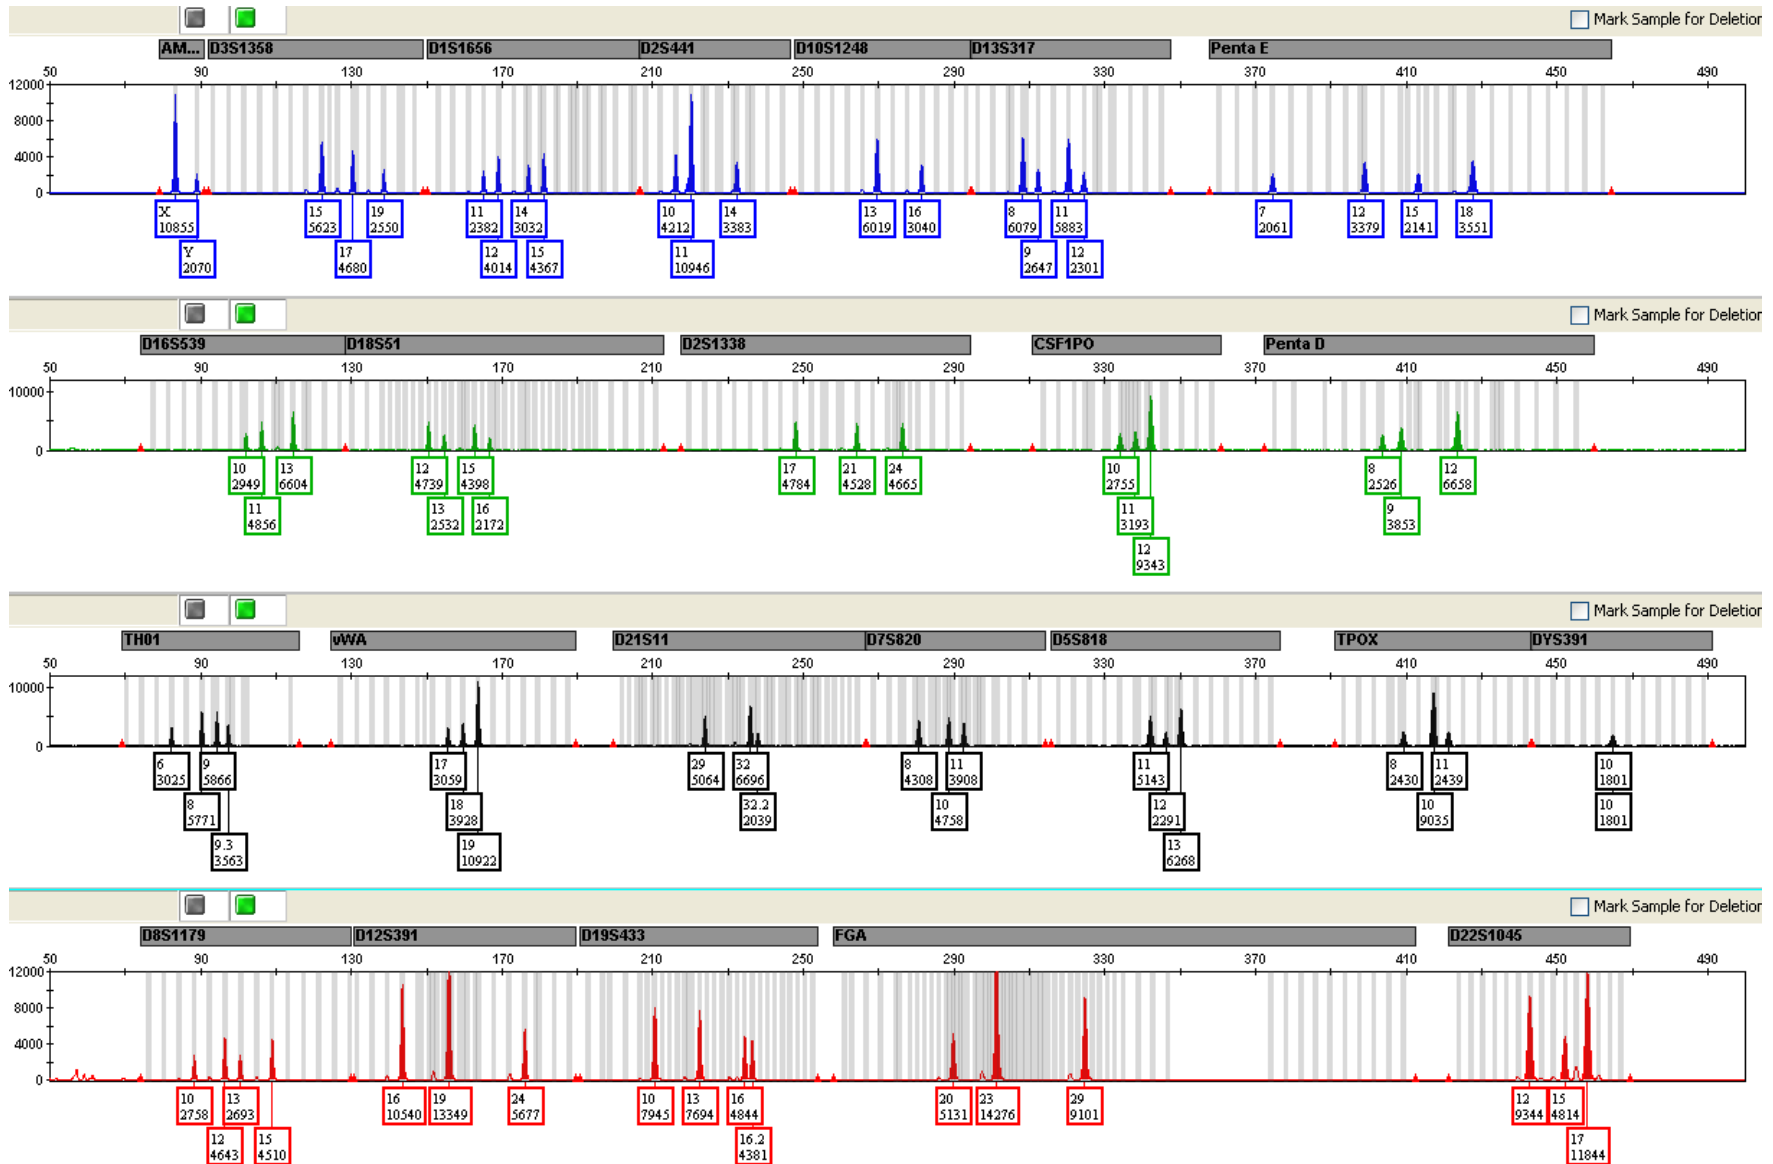 Mark Sample for Deletion
AM... D3S1358 D1S1656 D2S441 D10S1248 D13S317 Penta E
50 90 130 170 210 250 290 330 370 410 450 490
12000
8000
4000
0
X 15 19 11 14 10 14 13 16 8 11 7 12 15 18
10855 5623 2550 2382 3032 4212 3383 6019 3040 6079 5883 2061 3379 2141 3551
Y 17 12 15 11 9 12
2070 4680 4014 4367 10946 2647 2301
Mark Sample for Deletion
D16S539 D18S51 D2S1338 CSF1PO Penta D
50 90 130 170 210 250 290 330 370 410 450 490
10000
0
10 13 12 15 17 21 24 10 8 12
2949 6604 4739 4398 4784 4528 4665 2755 2526 6658
11 13 16 11 9
4856 2532 2172 3193 3853
12
9343
Mark Sample for Deletion
TH01 vWA D21S11 D7S820 D5S818 TPOX DYS391
50 90 130 170 210 250 290 330 370 410 450 490
10000
0
6 9 17 29 32 8 11 11 8 11 10
3025 5866 3059 5064 6696 4308 3908 5143 2430 2439 1801
8 18 32.2 10 12 10 10
5771 3928 2039 4758 2291 9035 1801
9.3 19 13
3563 10922 6268
Mark Sample for Deletion
D8S1179 D12S391 D19S433 FGA D22S1045
50 90 130 170 210 250 290 330 370 410 450 490
12000
8000
4000
0
10 13 16 19 24 10 13 16 20 23 29 12 15
2758 2693 10540 13349 5677 7945 7694 4844 5131 14276 9101 9344 4814
12 15 16.2 17
4643 4510 4381 11844